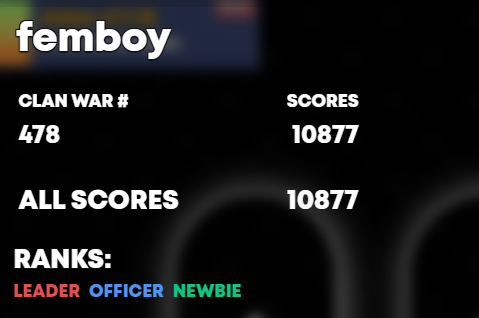 femboy
CLAN WAR # SCORES
478 10877
ALL SCORES 10877
RANKS:
LEADER OFFICER NEWBIE